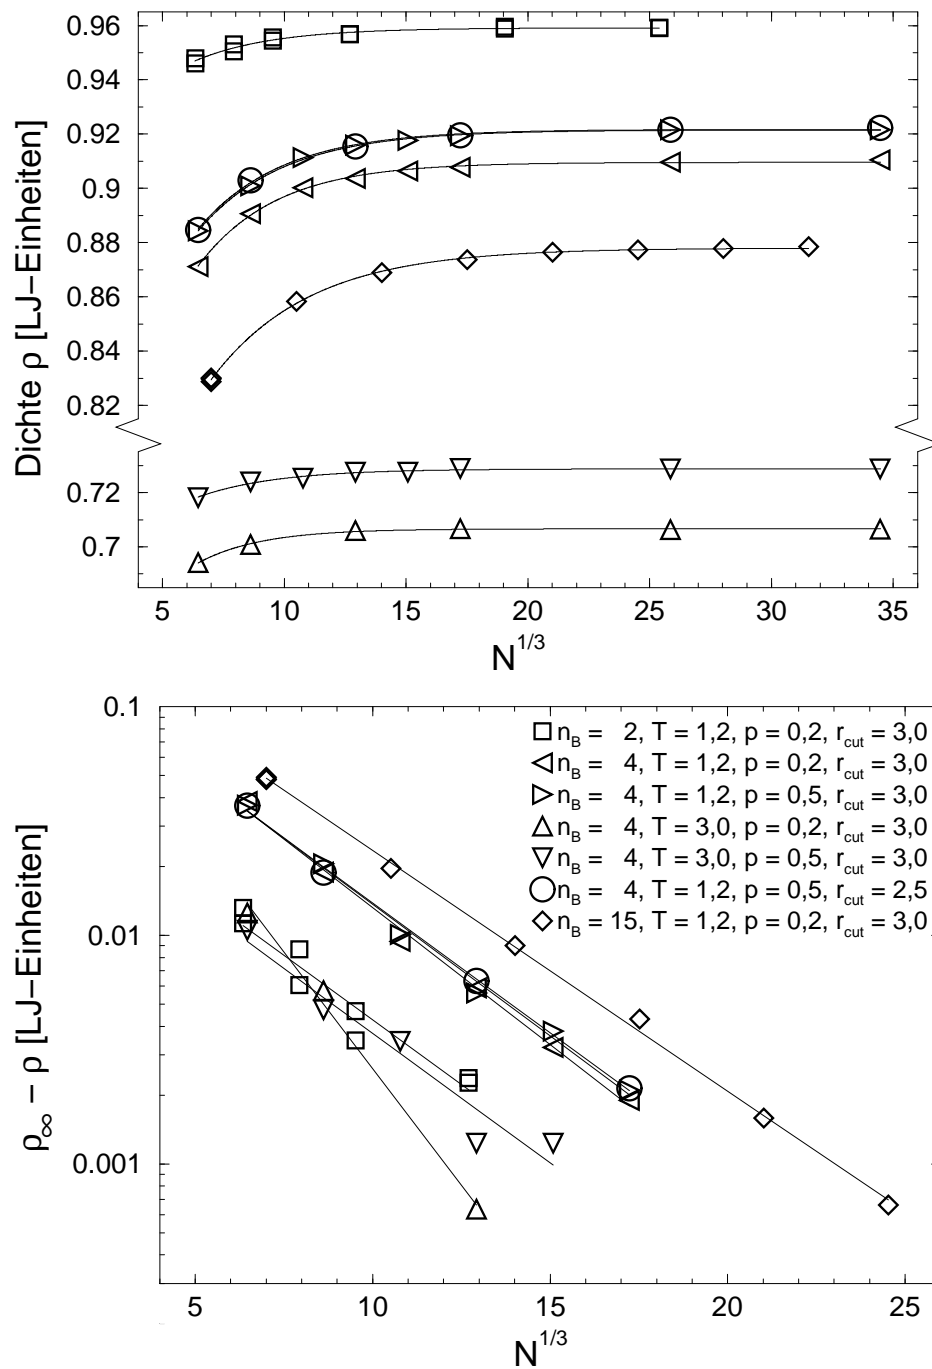 0.96
0.94
0.92
0.9
0.88
0.86
0.84
0.82
0.72
0.7
Dichte ρ [LJ−Einheiten]
5 10 15 20 25 30 35
N^1/3
0.1
0.01
0.001
ρ∞ − ρ [LJ−Einheiten]
n_B = 2, T = 1,2, p = 0,2, r_cut = 3,0
n_B = 4, T = 1,2, p = 0,2, r_cut = 3,0
n_B = 4, T = 1,2, p = 0,5, r_cut = 3,0
n_B = 4, T = 3,0, p = 0,2, r_cut = 3,0
n_B = 4, T = 3,0, p = 0,5, r_cut = 3,0
n_B = 4, T = 1,2, p = 0,5, r_cut = 2,5
n_B = 15, T = 1,2, p = 0,2, r_cut = 3,0
5 10 15 20 25
N^1/3